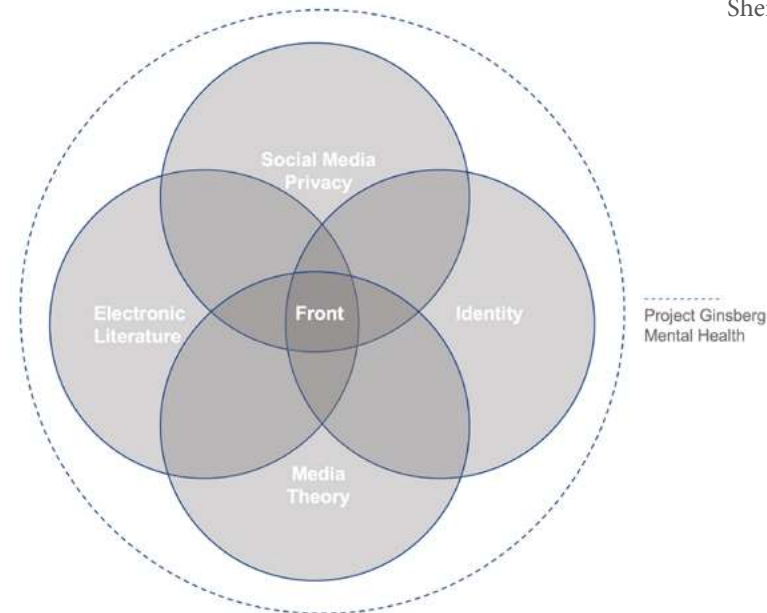 Social Media
Privacy
Electronic
Literature
Front
Identity
Media
Theory
Project Ginsberg
Mental Health